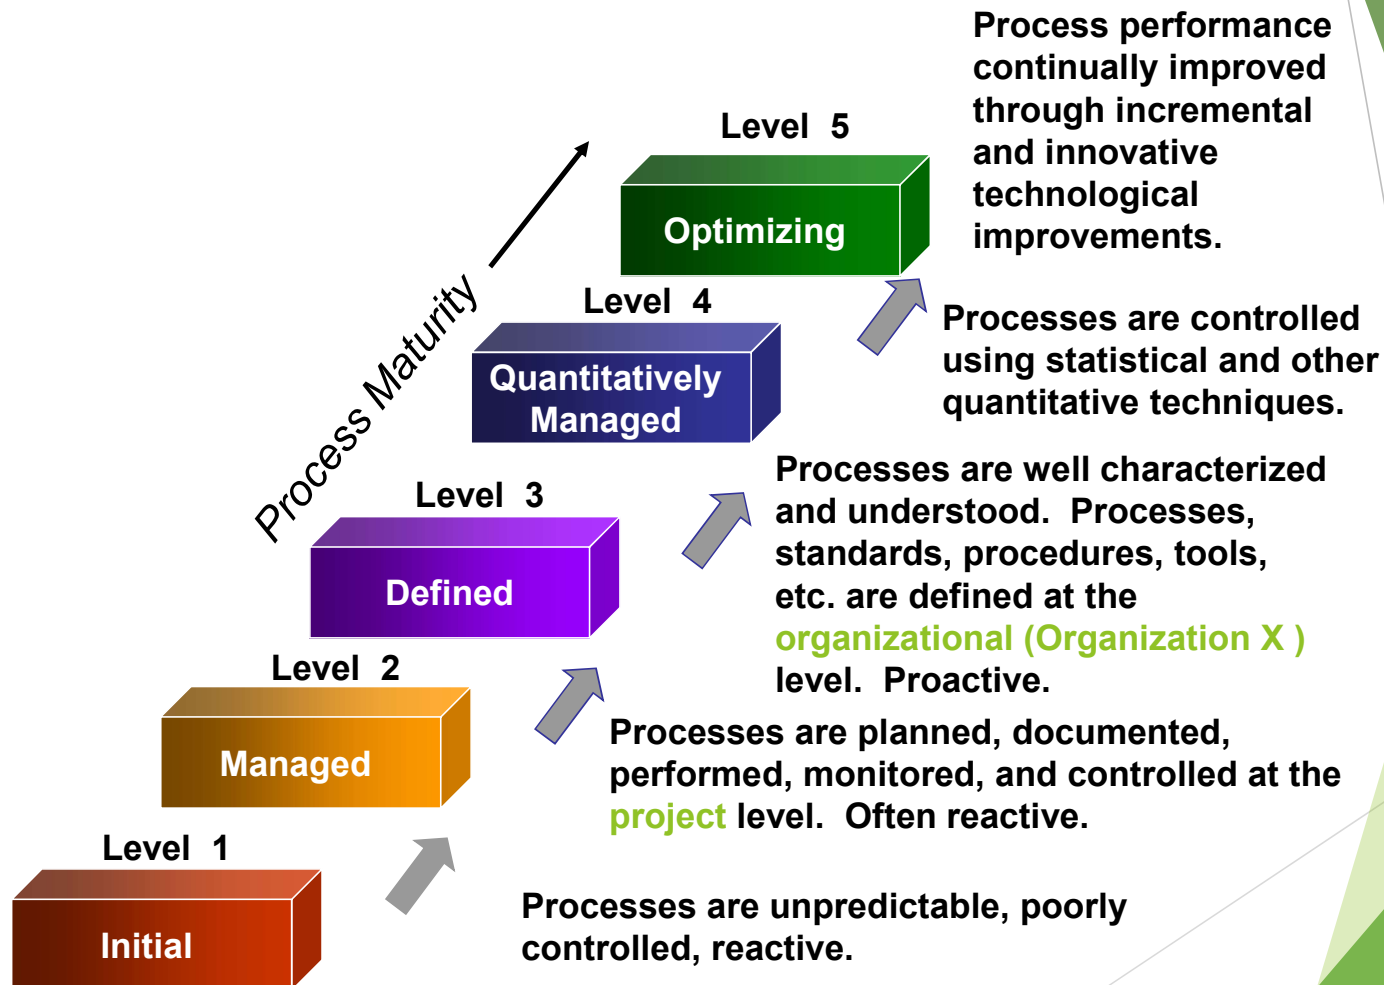 Process performance
continually improved
through incremental
and innovative
technological
improvements.
Level 5
Optimizing
Process Maturity
Level 4
Quantitatively
Managed
Processes are controlled
using statistical and other
quantitative techniques.
Level 3
Defined
Processes are well characterized
and understood. Processes,
standards, procedures, tools,
etc. are defined at the
organizational (Organization X )
level. Proactive.
Level 2
Managed
Processes are planned, documented,
performed, monitored, and controlled at the
project level. Often reactive.
Level 1
Initial
Processes are unpredictable, poorly
controlled, reactive.